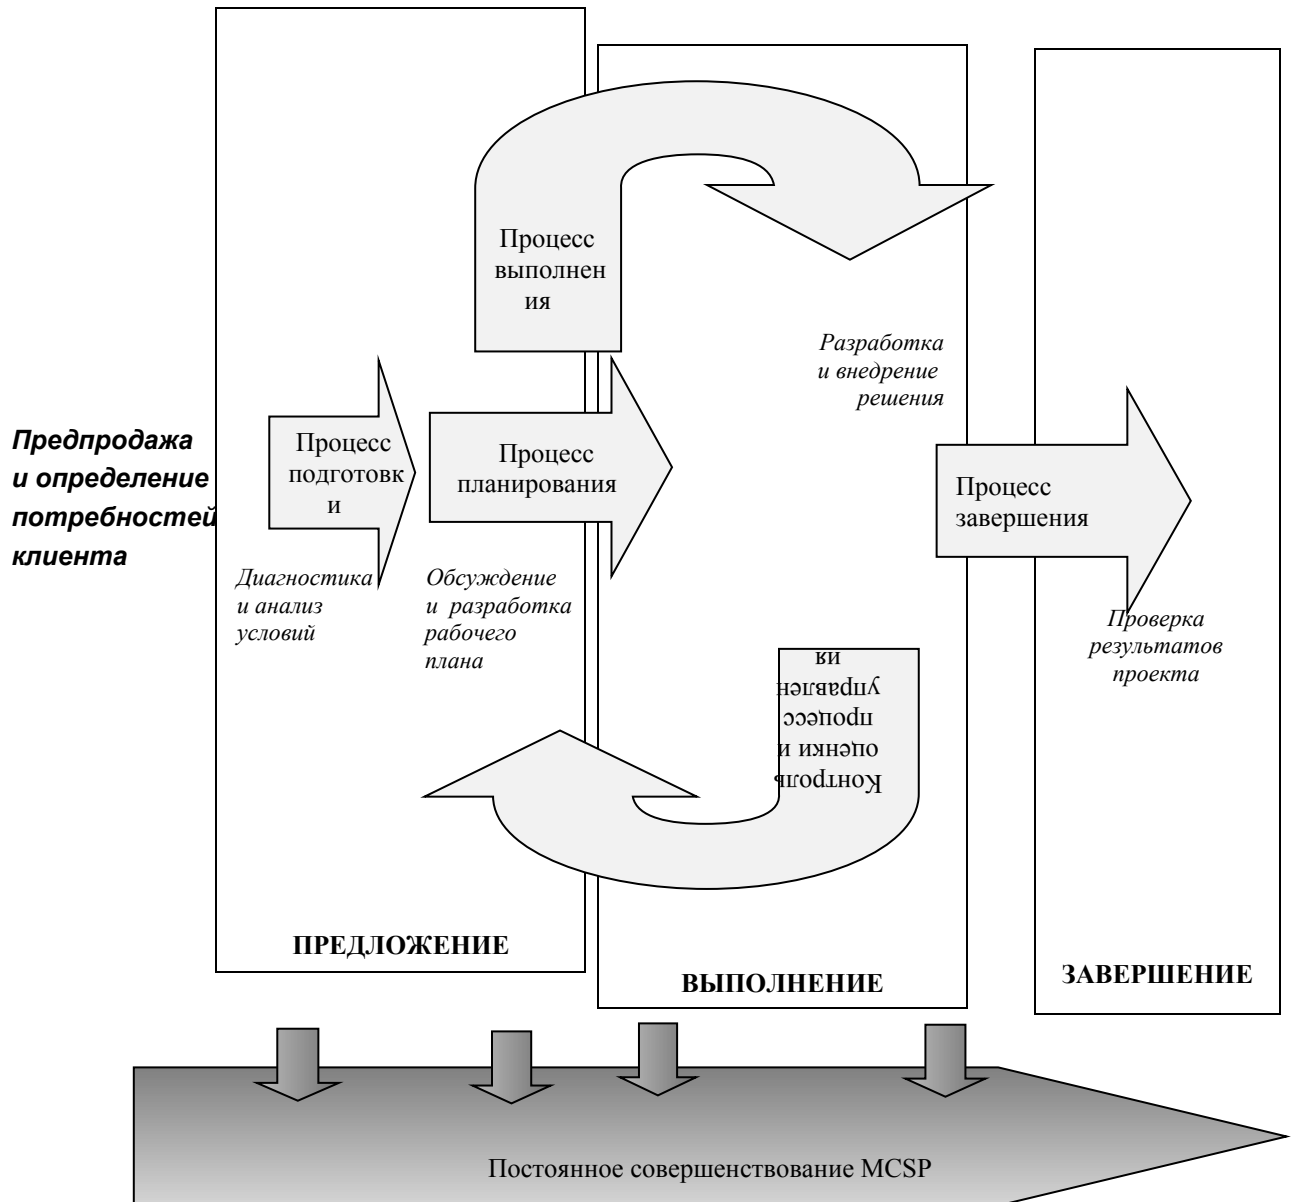 Процесс
выполнен
ия
Разработка
и внедрение
решения
Предпродажа
и определение
потребностей
клиента
Процесс
подготовк
и
Процесс
планирования
Процесс
завершения
Диагностика
и анализ
условий
Обсуждение
и разработка
рабочего
плана
Проверка
результатов
проекта
Контроль
оценки и
процесс
управлен
ия
ПРЕДЛОЖЕНИЕ
ВЫПОЛНЕНИЕ
ЗАВЕРШЕНИЕ
Постоянное совершенствование MCSP